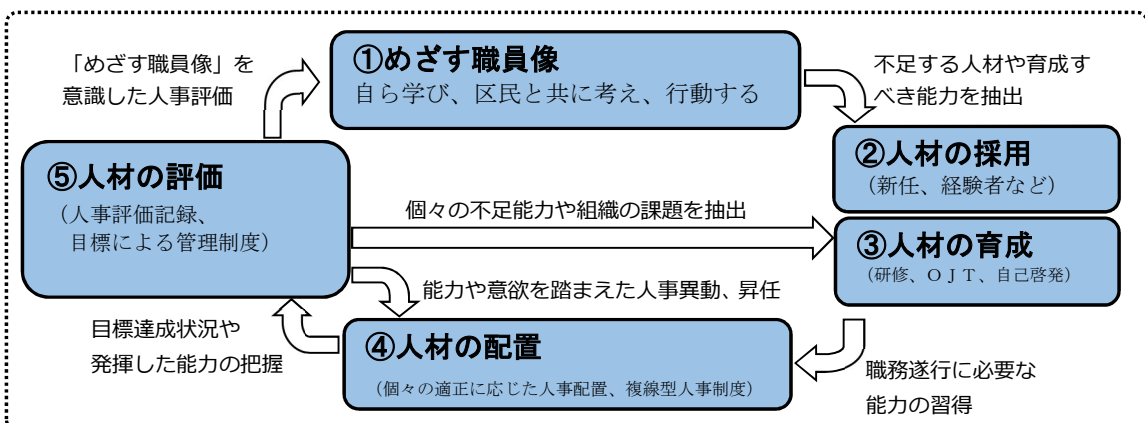 「めざす職員像」を
意識した人事評価
①めざす職員像
自ら学び、区民と共に考え、行動する
不足する人材や育成す
べき能力を抽出
②人材の採用
（新任、経験者など）
⑤人材の評価
（人事評価記録、
目標による管理制度）
個々の不足能力や組織の課題を抽出
③人材の育成
（研修、ＯＪＴ、自己啓発）
能力や意欲を踏まえた人事異動、昇任
目標達成状況や
発揮した能力の把握
④人材の配置
（個々の適正に応じた人事配置、複線型人事制度）
職務遂行に必要な
能力の習得